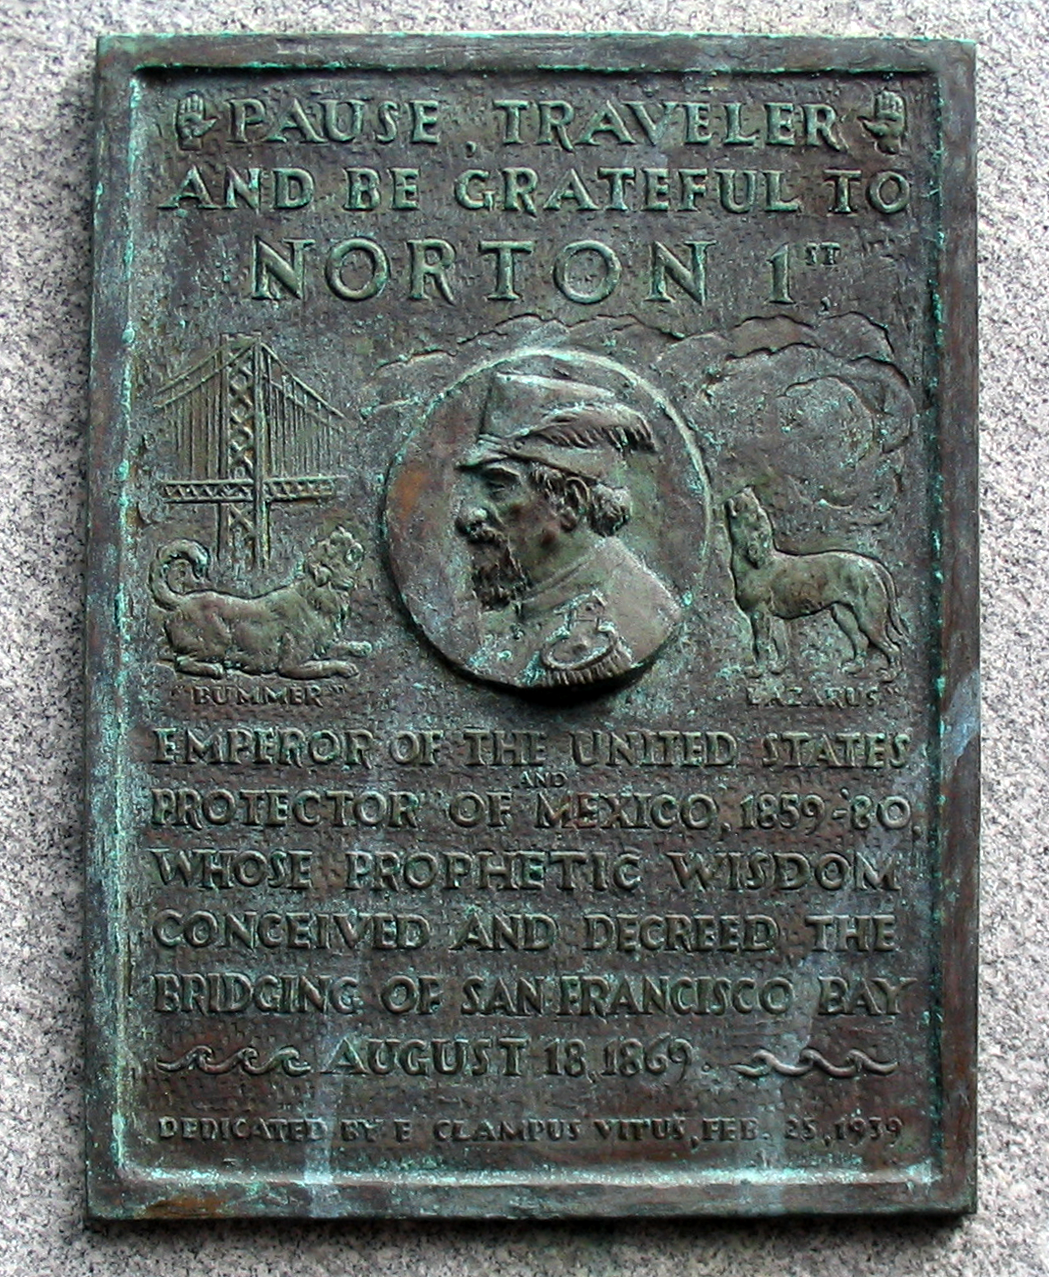 PAUSE, TRAVELER
AND BE GRATEFUL TO
NORTON 1ST
"BUMMER"
LAZARUS
EMPEROR OF THE UNITED STATES
AND
PROTECTOR OF MEXICO, 1859-'80,
WHOSE PROPHETIC WISDOM
CONCEIVED AND DECREED THE
BRIDGING OF SAN FRANCISCO BAY
AUGUST 18, 1869
DEDICATED BY E CLAMPUS VITUS, FEB. 25, 1939